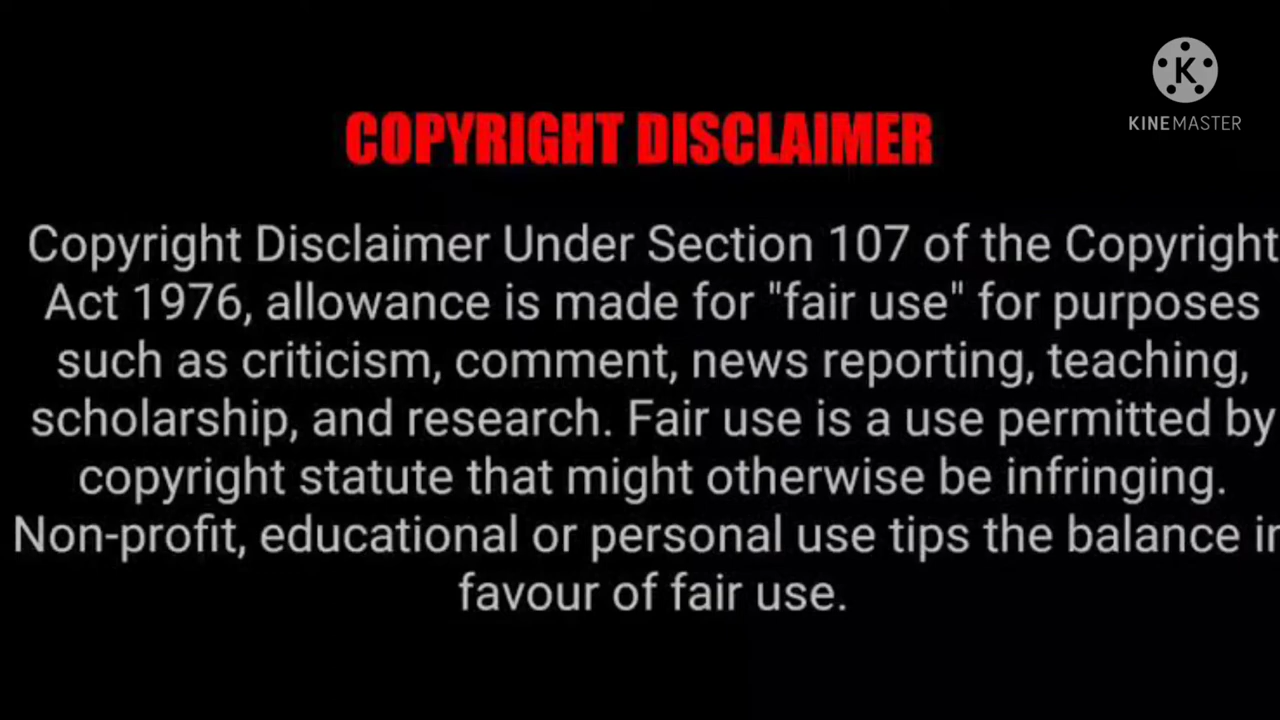 K
KINEMASTER
COPYRIGHT DISCLAIMER
Copyright Disclaimer Under Section 107 of the Copyright
Act 1976, allowance is made for "fair use" for purposes
such as criticism, comment, news reporting, teaching,
scholarship, and research. Fair use is a use permitted by
copyright statute that might otherwise be infringing.
Non-profit, educational or personal use tips the balance in
favour of fair use.